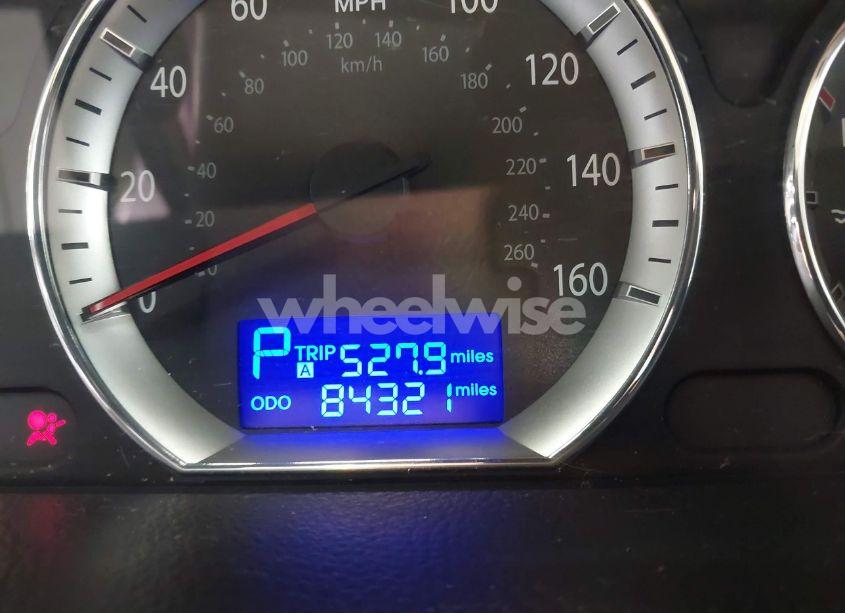 60 MPH 100
120 140
100 160
km/h
40 80 180 120
60 200
20 40 220 140
20 240
260
0 20 160
wheelwise
P TRIP A 527.9 miles
ODO 84321 miles